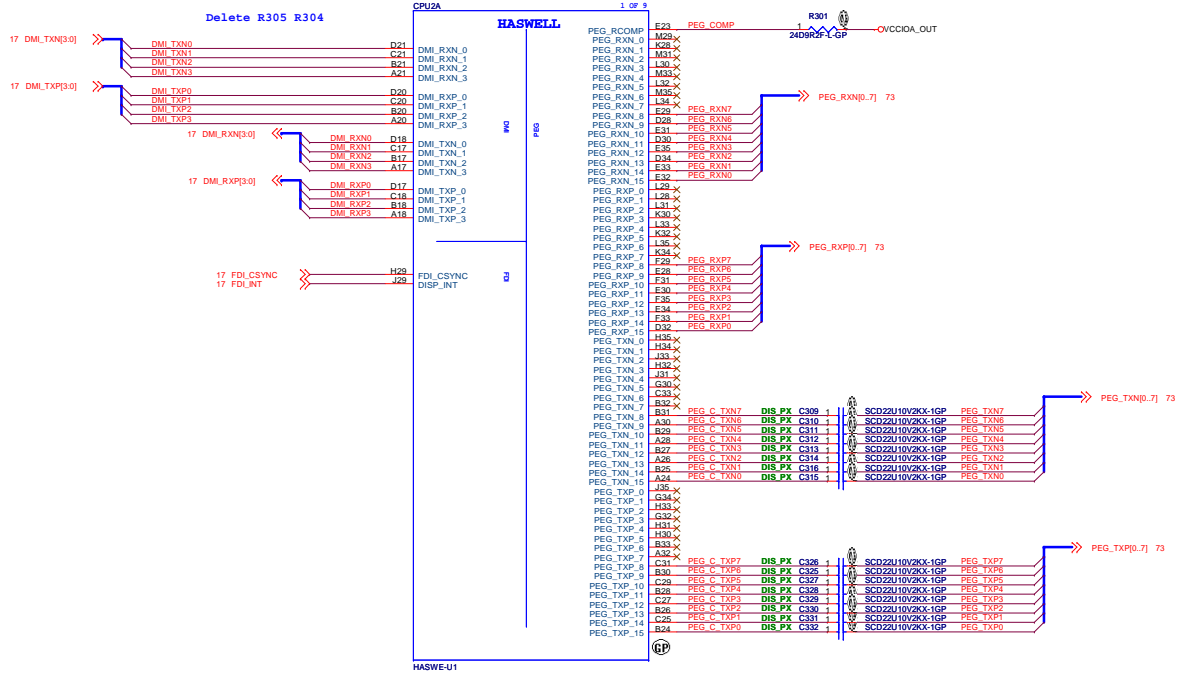 CPU2A
1 OF 9
HASWELL
Delete R305 R304
17 DMI_TXN[3:0]
DMI_TXN0 D21 DMI_RXN_0
DMI_TXN1 C21 DMI_RXN_1
DMI_TXN2 B21 DMI_RXN_2
DMI_TXN3 A21 DMI_RXN_3
17 DMI_TXP[3:0]
DMI_TXP0 D20 DMI_RXP_0
DMI_TXP1 C20 DMI_RXP_1
DMI_TXP2 B20 DMI_RXP_2
DMI_TXP3 A20 DMI_RXP_3
17 DMI_RXN[3:0]
DMI_RXN0 D18 DMI_TXN_0
DMI_RXN1 C17 DMI_TXN_1
DMI_RXN2 B17 DMI_TXN_2
DMI_RXN3 A17 DMI_TXN_3
17 DMI_RXP[3:0]
DMI_RXP0 D17 DMI_TXP_0
DMI_RXP1 C18 DMI_TXP_1
DMI_RXP2 B18 DMI_TXP_2
DMI_RXP3 A18 DMI_TXP_3
17 FDI_CSYNC H29 FDI_CSYNC
17 FDI_INT J29 DISP_INT
DMI
PEG
FDI
PEG_RCOMP E23 PEG_COMP 1 R301 24D9R2F-L-GP VCCIOA_OUT
PEG_RXN_0 M29
PEG_RXN_1 K28
PEG_RXN_2 M31
PEG_RXN_3 L30
PEG_RXN_4 M33
PEG_RXN_5 L32
PEG_RXN_6 M35
PEG_RXN_7 L34
PEG_RXN_8 E29 PEG_RXN7
PEG_RXN_9 D28 PEG_RXN6
PEG_RXN_10 E31 PEG_RXN5
PEG_RXN_11 D30 PEG_RXN4
PEG_RXN_12 E35 PEG_RXN3
PEG_RXN_13 D34 PEG_RXN2
PEG_RXN_14 E33 PEG_RXN1
PEG_RXN_15 E32 PEG_RXN0
PEG_RXN[0..7] 73
PEG_RXP_0 L29
PEG_RXP_1 L28
PEG_RXP_2 L31
PEG_RXP_3 K30
PEG_RXP_4 L33
PEG_RXP_5 K32
PEG_RXP_6 L35
PEG_RXP_7 K34
PEG_RXP_8 F29 PEG_RXP7
PEG_RXP_9 E28 PEG_RXP6
PEG_RXP_10 F31 PEG_RXP5
PEG_RXP_11 E30 PEG_RXP4
PEG_RXP_12 F35 PEG_RXP3
PEG_RXP_13 E34 PEG_RXP2
PEG_RXP_14 F33 PEG_RXP1
PEG_RXP_15 D32 PEG_RXP0
PEG_RXP[0..7] 73
PEG_TXN_0 H35
PEG_TXN_1 H34
PEG_TXN_2 J33
PEG_TXN_3 H32
PEG_TXN_4 J31
PEG_TXN_5 G30
PEG_TXN_6 C33
PEG_TXN_7 B32
PEG_TXN_8 B31 PEG_C_TXN7 DIS_PX C309 1 SCD22U10V2KX-1GP PEG_TXN7
PEG_TXN_9 A30 PEG_C_TXN6 DIS_PX C310 1 SCD22U10V2KX-1GP PEG_TXN6
PEG_TXN_10 B29 PEG_C_TXN5 DIS_PX C311 1 SCD22U10V2KX-1GP PEG_TXN5
PEG_TXN_11 A28 PEG_C_TXN4 DIS_PX C312 1 SCD22U10V2KX-1GP PEG_TXN4
PEG_TXN_12 B27 PEG_C_TXN3 DIS_PX C313 1 SCD22U10V2KX-1GP PEG_TXN3
PEG_TXN_13 A26 PEG_C_TXN2 DIS_PX C314 1 SCD22U10V2KX-1GP PEG_TXN2
PEG_TXN_14 B25 PEG_C_TXN1 DIS_PX C316 1 SCD22U10V2KX-1GP PEG_TXN1
PEG_TXN_15 A24 PEG_C_TXN0 DIS_PX C315 1 SCD22U10V2KX-1GP PEG_TXN0
PEG_TXN[0..7] 73
PEG_TXP_0 J35
PEG_TXP_1 G34
PEG_TXP_2 H33
PEG_TXP_3 G32
PEG_TXP_4 H31
PEG_TXP_5 H30
PEG_TXP_6 B33
PEG_TXP_7 A32
PEG_TXP_8 C31 PEG_C_TXP7 DIS_PX C326 1 SCD22U10V2KX-1GP PEG_TXP7
PEG_TXP_9 B30 PEG_C_TXP6 DIS_PX C325 1 SCD22U10V2KX-1GP PEG_TXP6
PEG_TXP_10 C29 PEG_C_TXP5 DIS_PX C327 1 SCD22U10V2KX-1GP PEG_TXP5
PEG_TXP_11 B28 PEG_C_TXP4 DIS_PX C328 1 SCD22U10V2KX-1GP PEG_TXP4
PEG_TXP_12 C27 PEG_C_TXP3 DIS_PX C329 1 SCD22U10V2KX-1GP PEG_TXP3
PEG_TXP_13 B26 PEG_C_TXP2 DIS_PX C330 1 SCD22U10V2KX-1GP PEG_TXP2
PEG_TXP_14 C25 PEG_C_TXP1 DIS_PX C331 1 SCD22U10V2KX-1GP PEG_TXP1
PEG_TXP_15 B24 PEG_C_TXP0 DIS_PX C332 1 SCD22U10V2KX-1GP PEG_TXP0
PEG_TXP[0..7] 73
GP
HASWE-U1